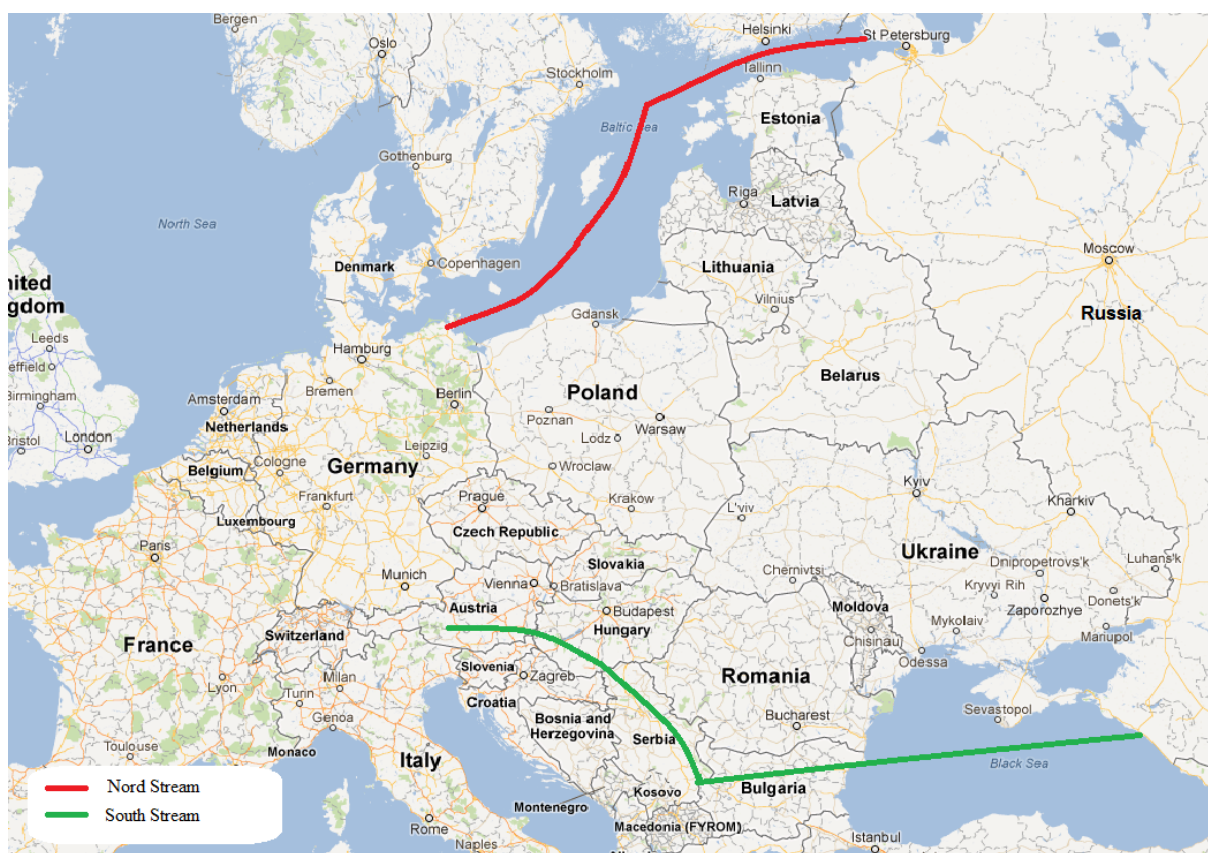 Bergen
Oslo
Helsinki
St Petersburg
Stockholm
Tallinn
Baltic Sea
Estonia
Gothenburg
Riga
Latvia
North Sea
Moscow
Denmark
Copenhagen
Lithuania
Vilnius
nited
gdom
Russia
Gdansk
Leeds
Hamburg
effield
Belarus
Bremen
Berlin
Poland
Amsterdam
Birmingham
Netherlands
Poznan
Warsaw
Bristol
London
Leipzig
Lodz
Belgium
Cologne
Germany
Wroclaw
Kyiv
Frankfurt
Prague
Krakow
L'viv
Kharkiv
Luxembourg
Czech Republic
Paris
Ukraine
Slovakia
Dnipropetrovs'k
Luhans'k
Munich
Vienna
Bratislava
Chernivtsi
Kryvyi Rih
Donets'k
Austria
Budapest
Moldova
Zaporozhye
France
Switzerland
Hungary
Chisinau
Mykolaiv
Mariupol
Odessa
Slovenia
Zagreb
Romania
Lyon
Milan
Turin
Croatia
Sevastopol
Genoa
Bosnia and
Herzegovina
Bucharest
Toulouse
Monaco
Italy
Serbia
Black Sea
Nord Stream
Kosovo
Bulgaria
Montenegro
South Stream
Macedonia (FYROM)
Rome
Istanbul
Naples